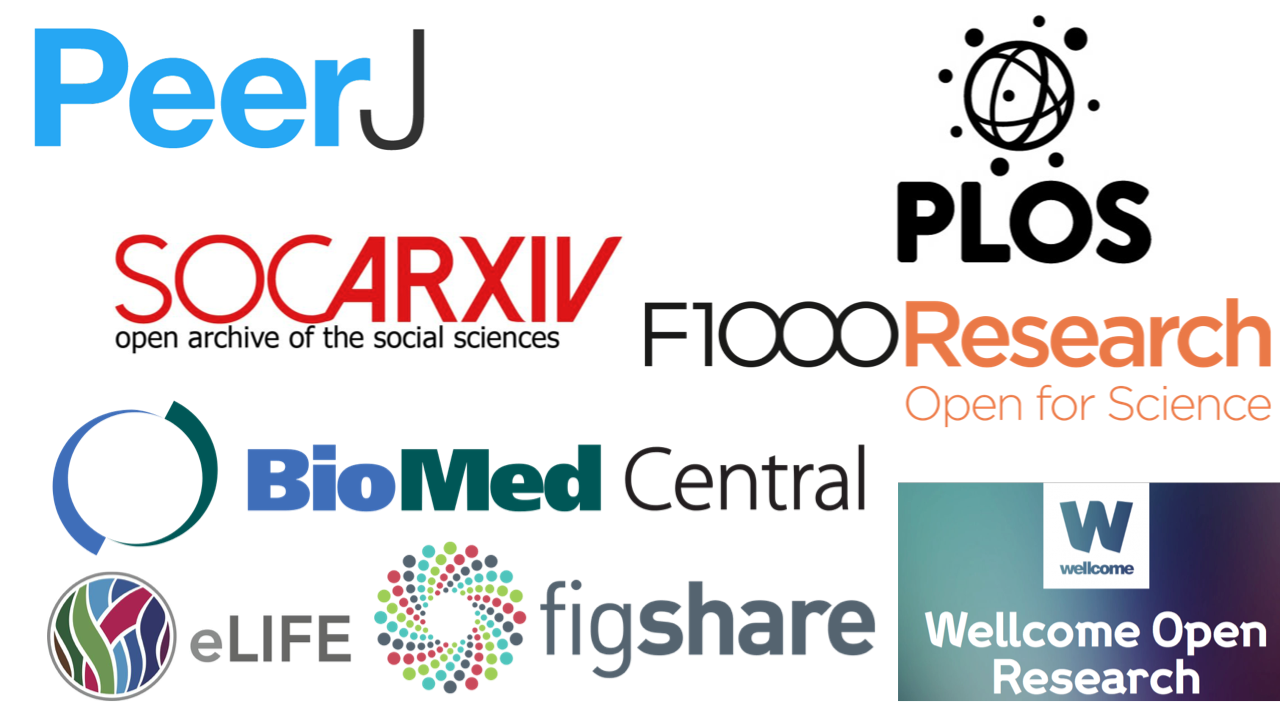 PeerJ
PLOS
SOCARXIV
open archive of the social sciences
F1000Research
Open for Science
BioMed Central
W
wellcome
Wellcome Open
Research
eLIFE
figshare